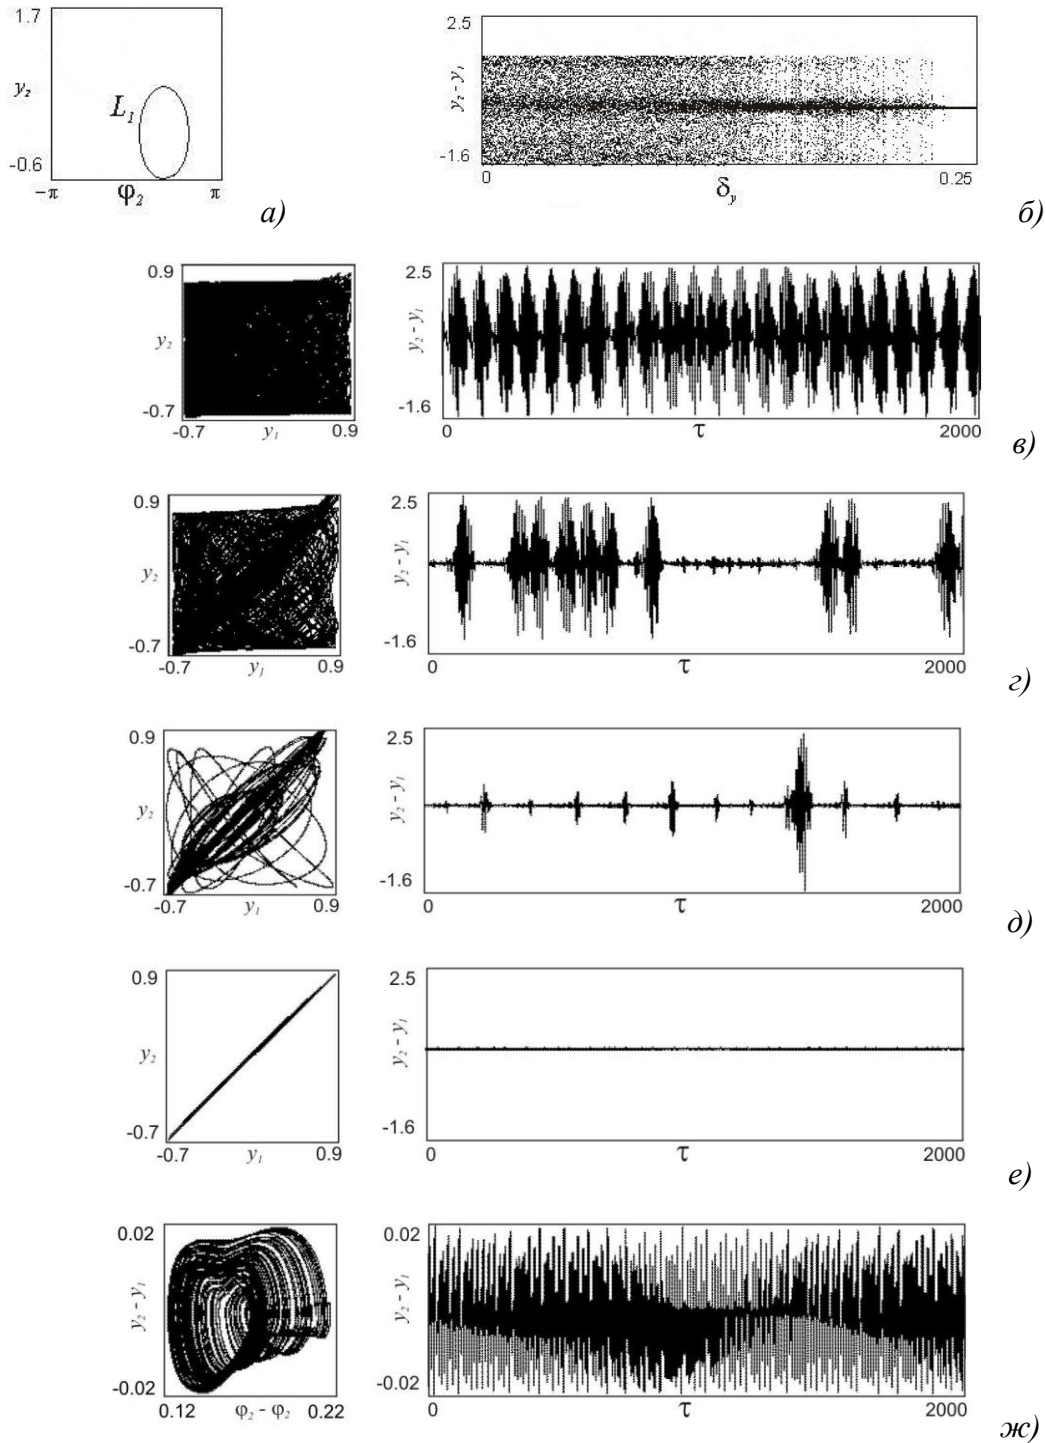 1.7
y₂
L₁
-0.6
-π φ₂ π
а)
2.5
y₂ - y₁
-1.6
0 δᵧ 0.25
б)
0.9
y₂
-0.7
-0.7 y₁ 0.9
2.5
y₂ - y₁
-1.6
0 τ 2000
в)
0.9
y₂
-0.7
-0.7 y₁ 0.9
2.5
y₂ - y₁
-1.6
0 τ 2000
г)
0.9
y₂
-0.7
-0.7 y₁ 0.9
2.5
y₂ - y₁
-1.6
0 τ 2000
д)
0.9
y₂
-0.7
-0.7 y₁ 0.9
2.5
y₂ - y₁
-1.6
0 τ 2000
е)
0.02
y₂ - y₁
-0.02
0.12 φ₂ - φ₂ 0.22
0.02
y₂ - y₁
-0.02
0 τ 2000
ж)